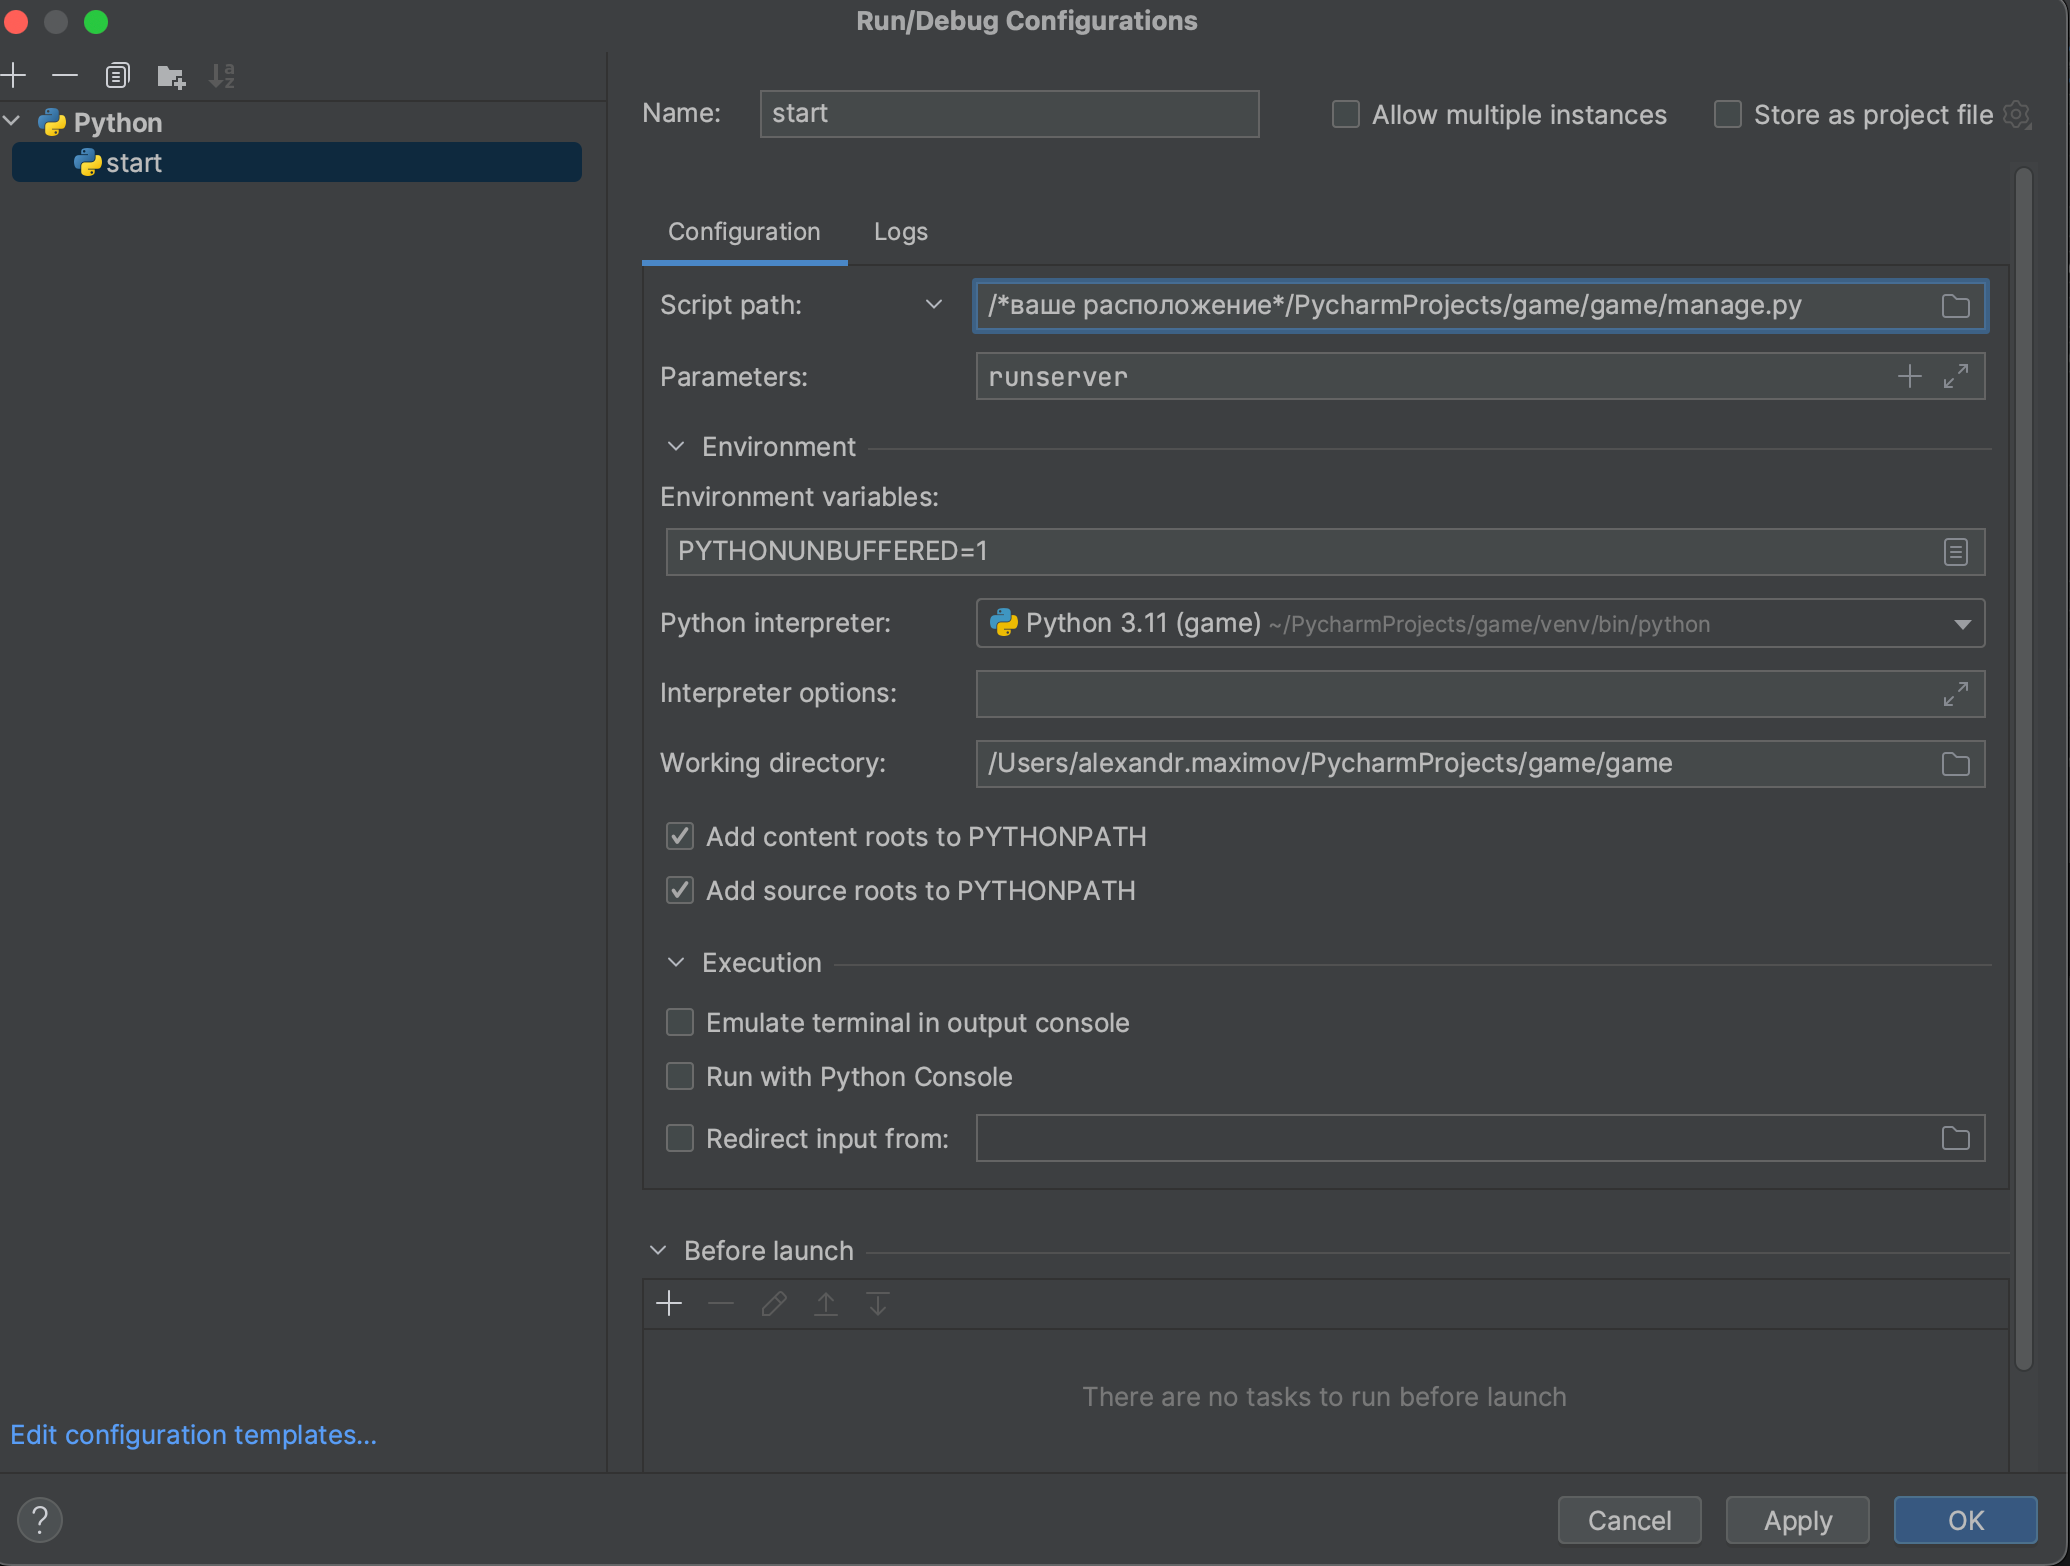 Run/Debug Configurations
Python
start
Edit configuration templates...
Name: start Allow multiple instances Store as project file
Configuration Logs
Script path: /*ваше расположение*/PycharmProjects/game/game/manage.py
Parameters: runserver
Environment
Environment variables:
PYTHONUNBUFFERED=1
Python interpreter: Python 3.11 (game) ~/PycharmProjects/game/venv/bin/python
Interpreter options:
Working directory: /Users/alexandr.maximov/PycharmProjects/game/game
Add content roots to PYTHONPATH
Add source roots to PYTHONPATH
Execution
Emulate terminal in output console
Run with Python Console
Redirect input from:
Before launch
There are no tasks to run before launch
? Cancel Apply OK